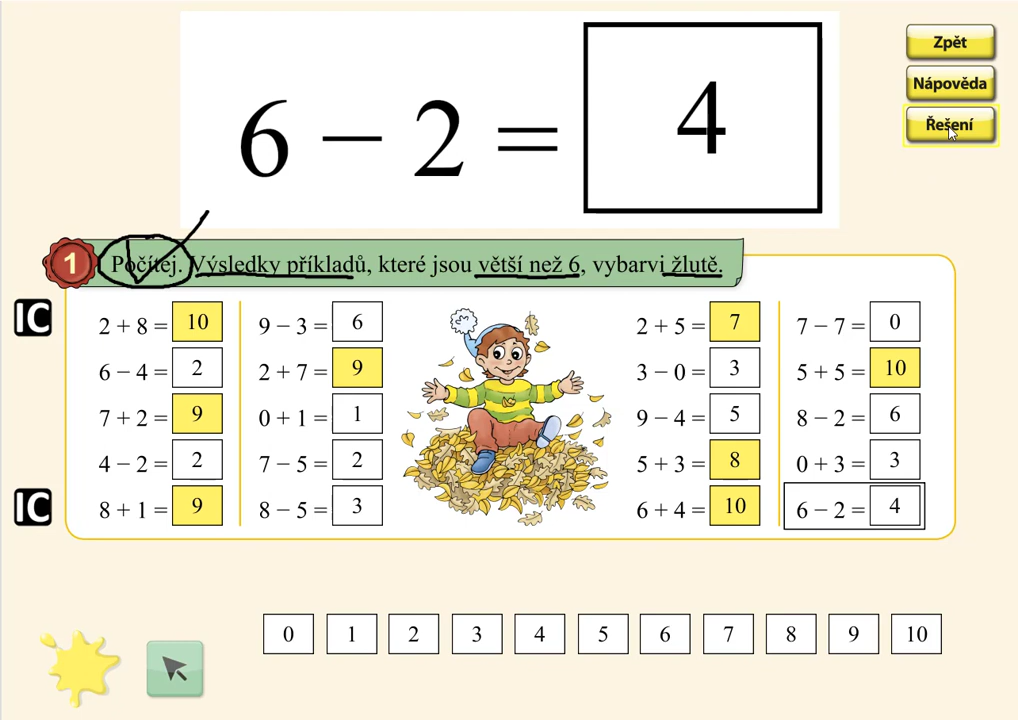 6 − 2 = 4
Zpět
Nápověda
Řešení
1 Počítej. Výsledky příkladů, které jsou větší než 6, vybarvi žlutě.
IC
IC
2 + 8 = 10
6 − 4 = 2
7 + 2 = 9
4 − 2 = 2
8 + 1 = 9
9 − 3 = 6
2 + 7 = 9
0 + 1 = 1
7 − 5 = 2
8 − 5 = 3
2 + 5 = 7
3 − 0 = 3
9 − 4 = 5
5 + 3 = 8
6 + 4 = 10
7 − 7 = 0
5 + 5 = 10
8 − 2 = 6
0 + 3 = 3
6 − 2 = 4
0 1 2 3 4 5 6 7 8 9 10